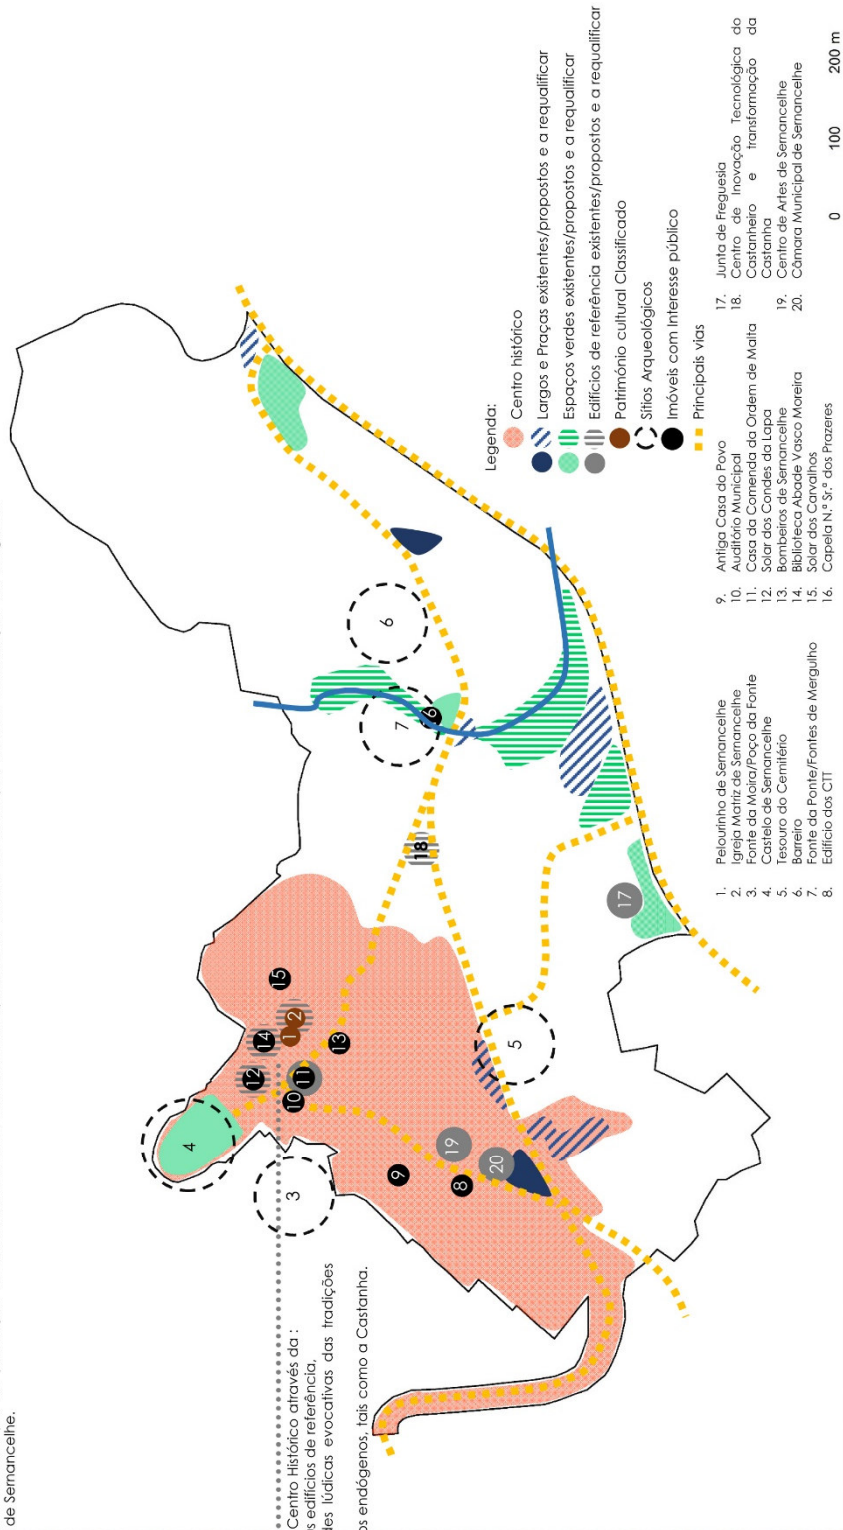 de Sernancelhe.
Centro Histórico através da :
s edifícios de referência,
des lúdicas evocativas das tradições
os endógenos, tais como a Castanha.
4
3
12
14
15
1
2
10
11
13
9
8
19
20
5
18
7
6
17
Legenda:
Centro histórico
Largos e Praças existentes/propostos e a requalificar
Espaços verdes existentes/propostos e a requalificar
Edifícios de referência existentes/propostos e a requalificar
Património cultural Classificado
Sítios Arqueológicos
Imóveis com Interesse público
Principais vias
1. Pelourinho de Sernancelhe
2. Igreja Matriz de Sernancelhe
3. Fonte da Moira/Poço da Fonte
4. Castelo de Sernancelhe
5. Tesouro do Cemitério
6. Barreiro
7. Fonte da Ponte/Fontes de Mergulho
8. Edifício dos CTT
9. Antiga Casa do Povo
10. Auditório Municipal
11. Casa da Comenda da Ordem de Malta
12. Solar dos Condes da Lapa
13. Bombeiros de Sernancelhe
14. Biblioteca Abade Vasco Moreira
15. Solar dos Carvalhos
16. Capela N.ª Sr.ª dos Prazeres
17. Junta de Freguesia
18. Centro de Inovação Tecnológica do
Castanheiro e transformação da
Castanha
19. Centro de Artes de Sernancelhe
20. Câmara Municipal de Sernancelhe
0 100 200 m